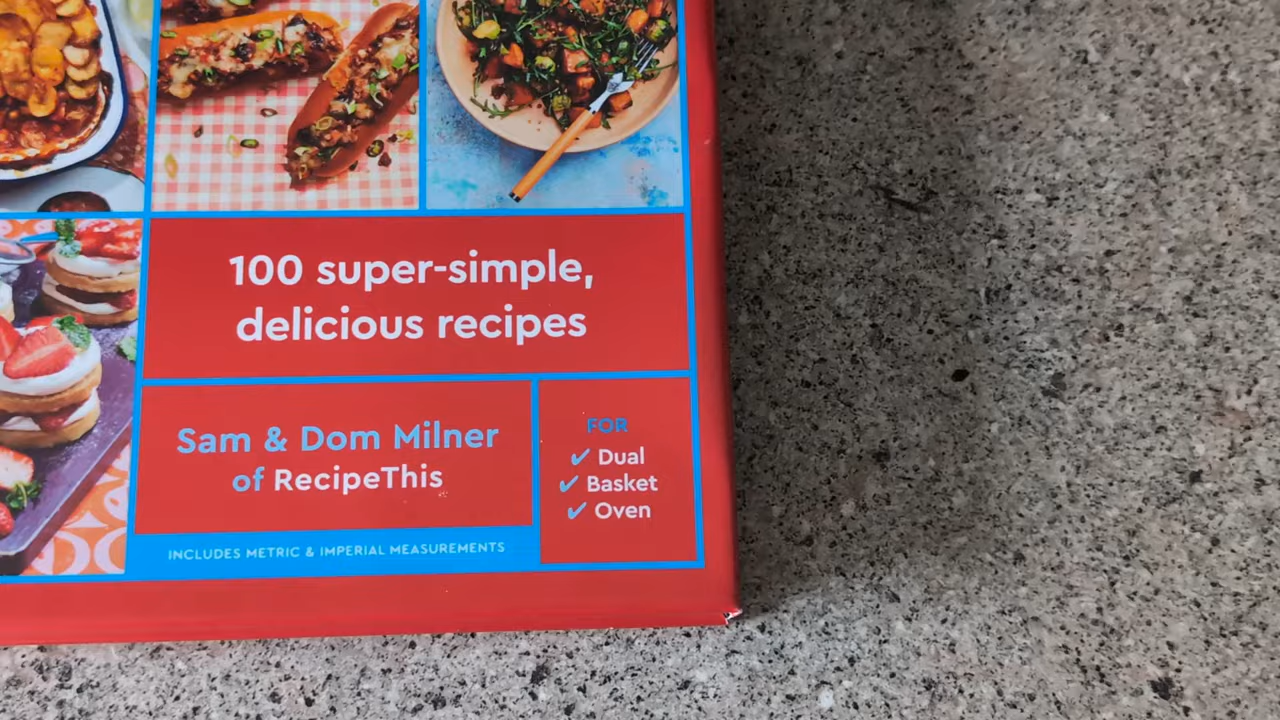 100 super-simple,
delicious recipes
Sam & Dom Milner
of RecipeThis
FOR
✔ Dual
✔ Basket
✔ Oven
INCLUDES METRIC & IMPERIAL MEASUREMENTS